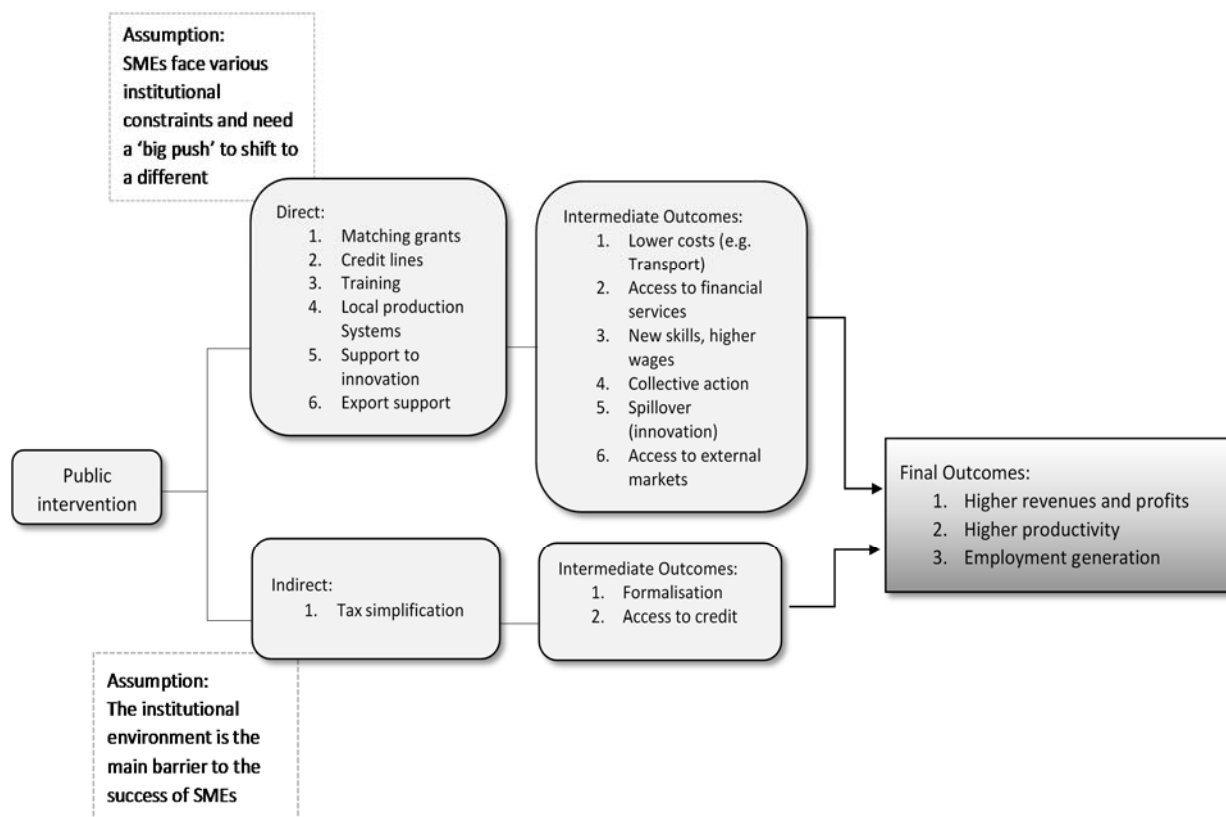 Assumption:
SMEs face various
institutional
constraints and need
a ‘big push’ to shift to
a different
Direct:
1. Matching grants
2. Credit lines
3. Training
4. Local production
Systems
5. Support to
innovation
6. Export support
Intermediate Outcomes:
1. Lower costs (e.g.
Transport)
2. Access to financial
services
3. New skills, higher
wages
4. Collective action
5. Spillover
(innovation)
6. Access to external
markets
Public
intervention
Final Outcomes:
1. Higher revenues and profits
2. Higher productivity
3. Employment generation
Indirect:
1. Tax simplification
Intermediate Outcomes:
1. Formalisation
2. Access to credit
Assumption:
The institutional
environment is the
main barrier to the
success of SMEs